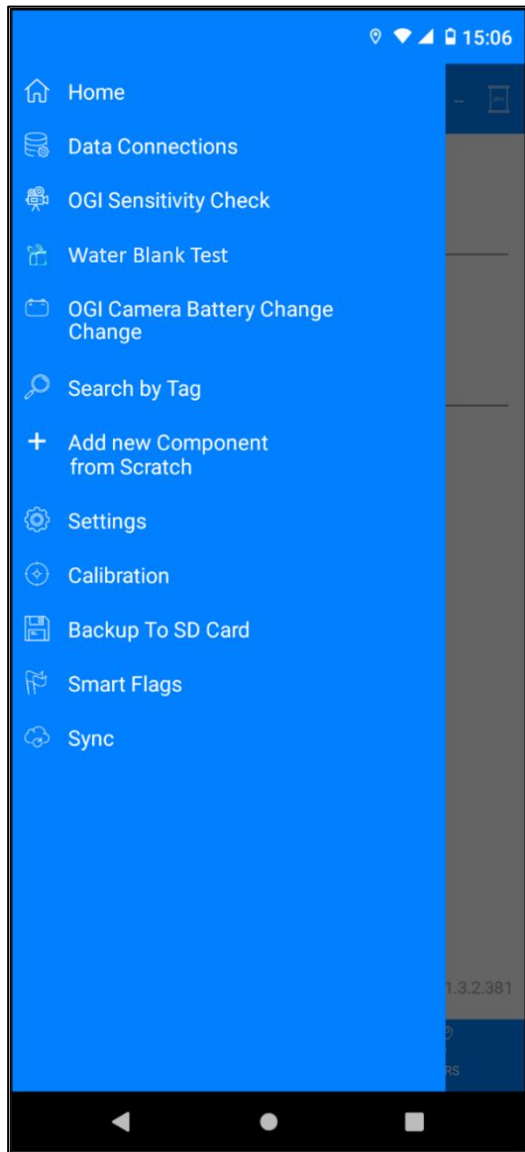 15:06
Home
Data Connections
OGI Sensitivity Check
Water Blank Test
OGI Camera Battery Change
Change
Search by Tag
Add new Component
from Scratch
Settings
Calibration
Backup To SD Card
Smart Flags
Sync
1.3.2.381
RS